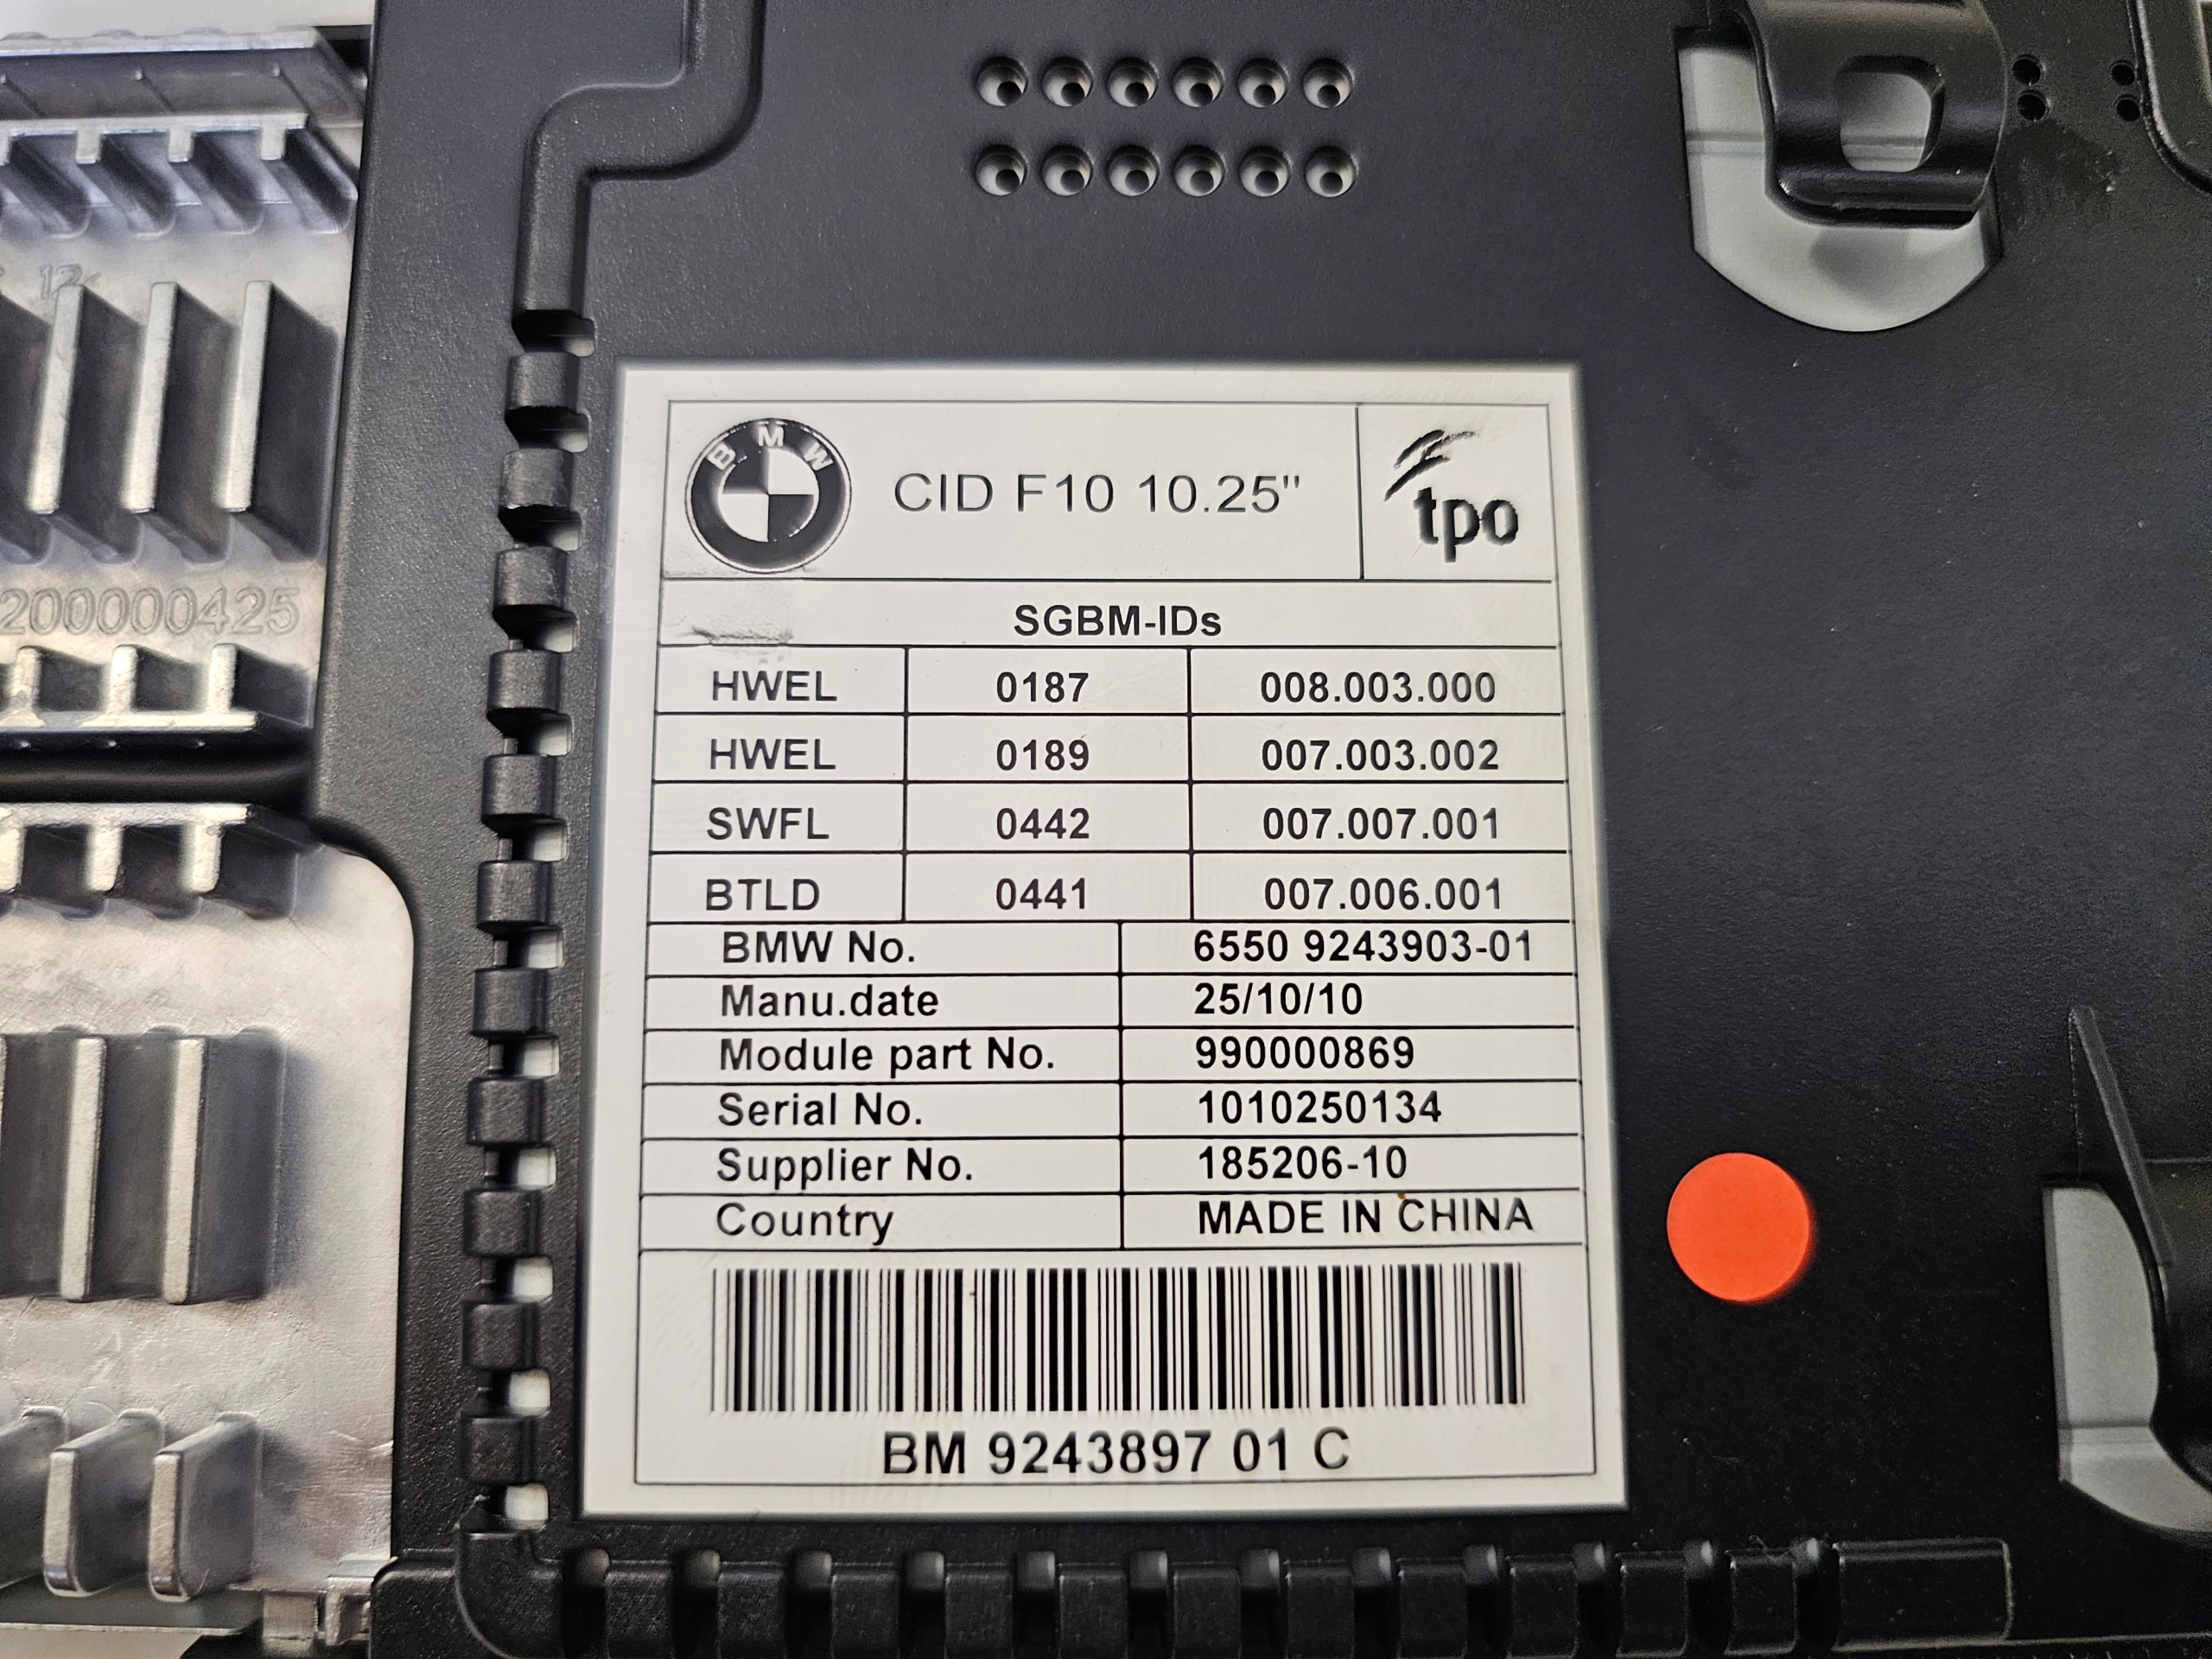 200000425
BMW
CID F10 10.25"
tpo
SGBM-IDs
HWEL 0187 008.003.000
HWEL 0189 007.003.002
SWFL 0442 007.007.001
BTLD 0441 007.006.001
BMW No. 6550 9243903-01
Manu.date 25/10/10
Module part No. 990000869
Serial No. 1010250134
Supplier No. 185206-10
Country MADE IN CHINA
BM 9243897 01 C